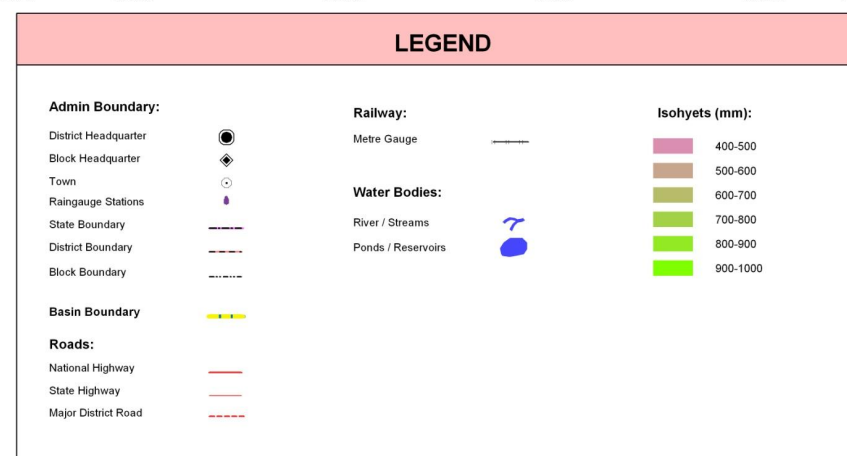 LEGEND
Admin Boundary:
District Headquarter
Block Headquarter
Town
Raingauge Stations
State Boundary
District Boundary
Block Boundary
Basin Boundary
Roads:
National Highway
State Highway
Major District Road
Railway:
Metre Gauge
Water Bodies:
River / Streams
Ponds / Reservoirs
Isohyets (mm):
400-500
500-600
600-700
700-800
800-900
900-1000